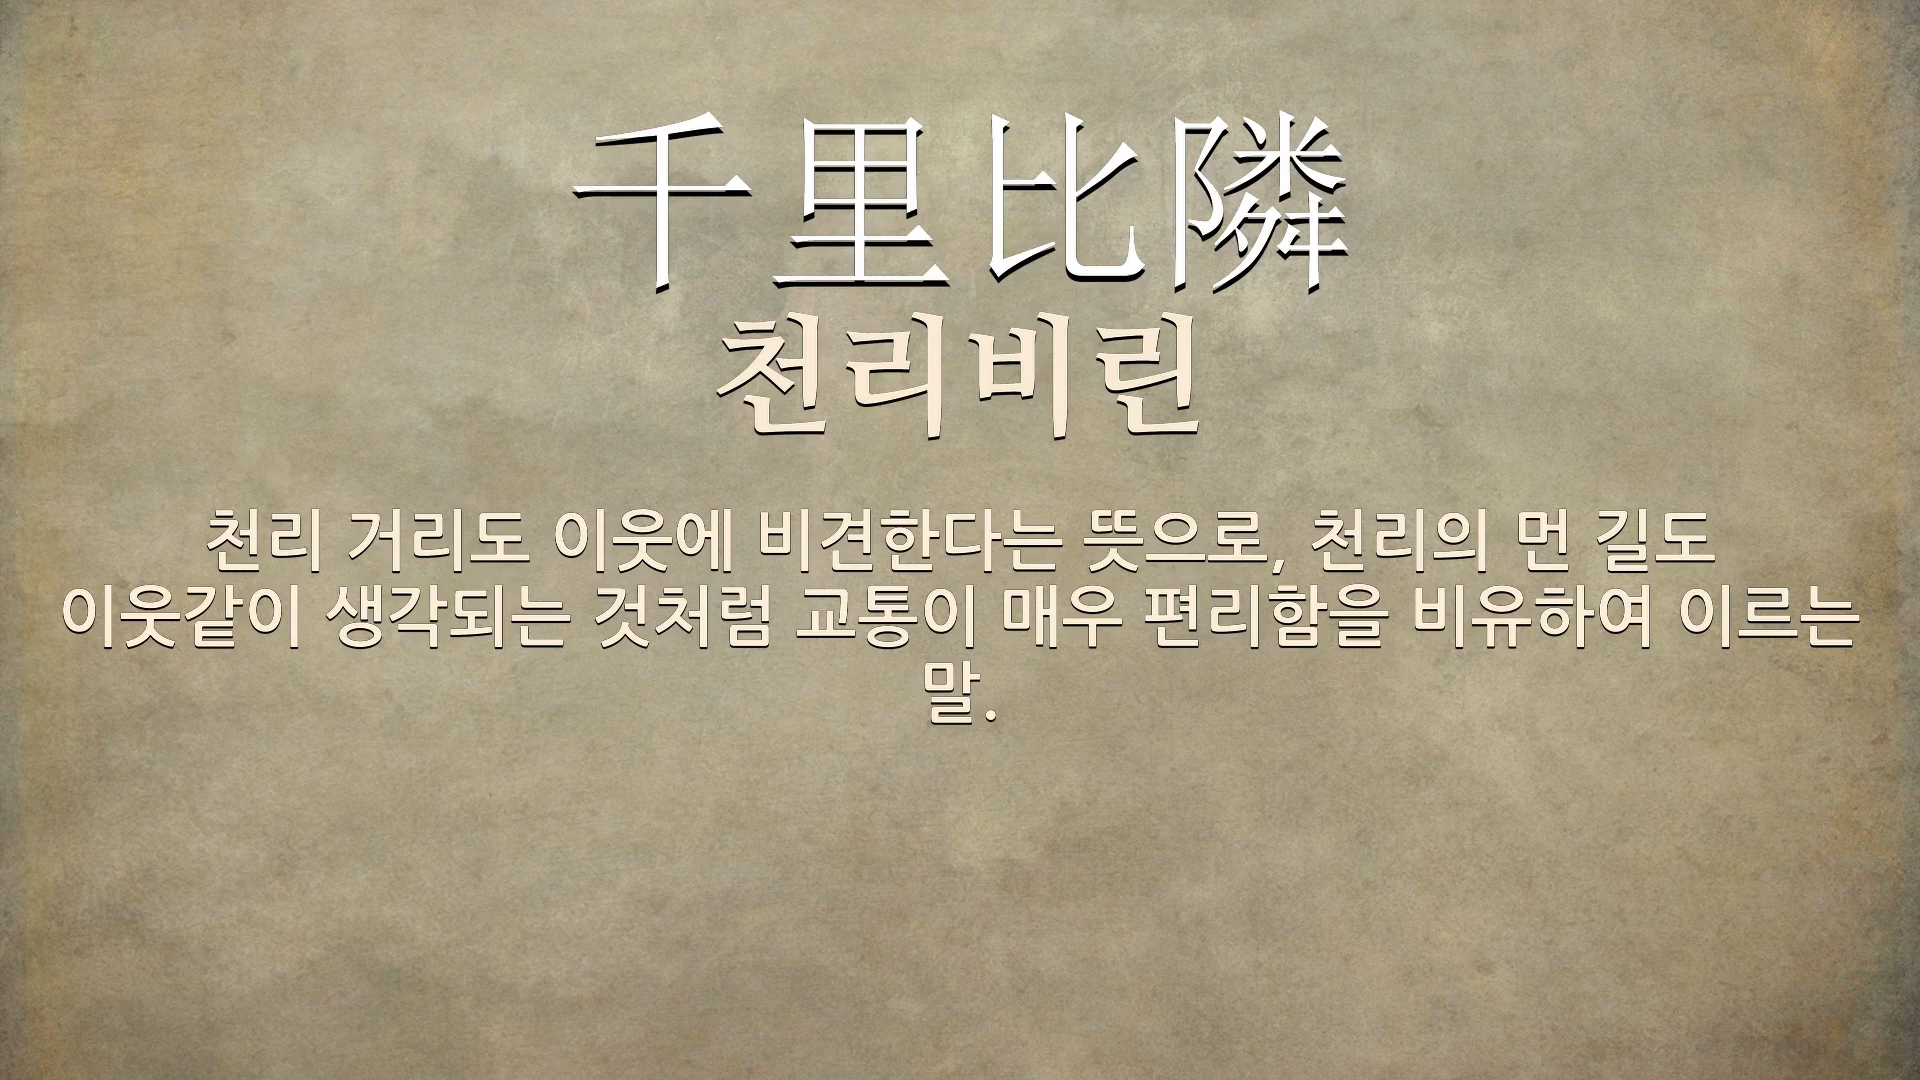 千里比隣
천리비린
천리 거리도 이웃에 비견한다는 뜻으로, 천리의 먼 길도
이웃같이 생각되는 것처럼 교통이 매우 편리함을 비유하여 이르는
말.